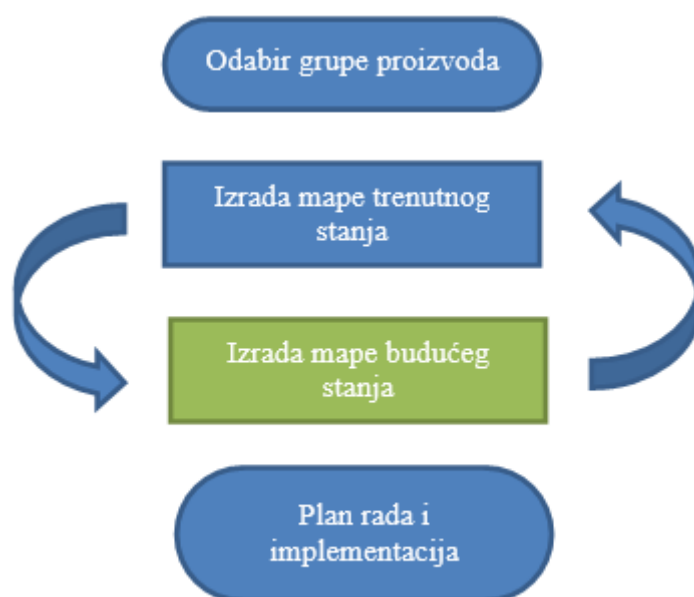 Odabir grupe proizvoda
Izrada mape trenutnog
stanja
Izrada mape budućeg
stanja
Plan rada i
implementacija